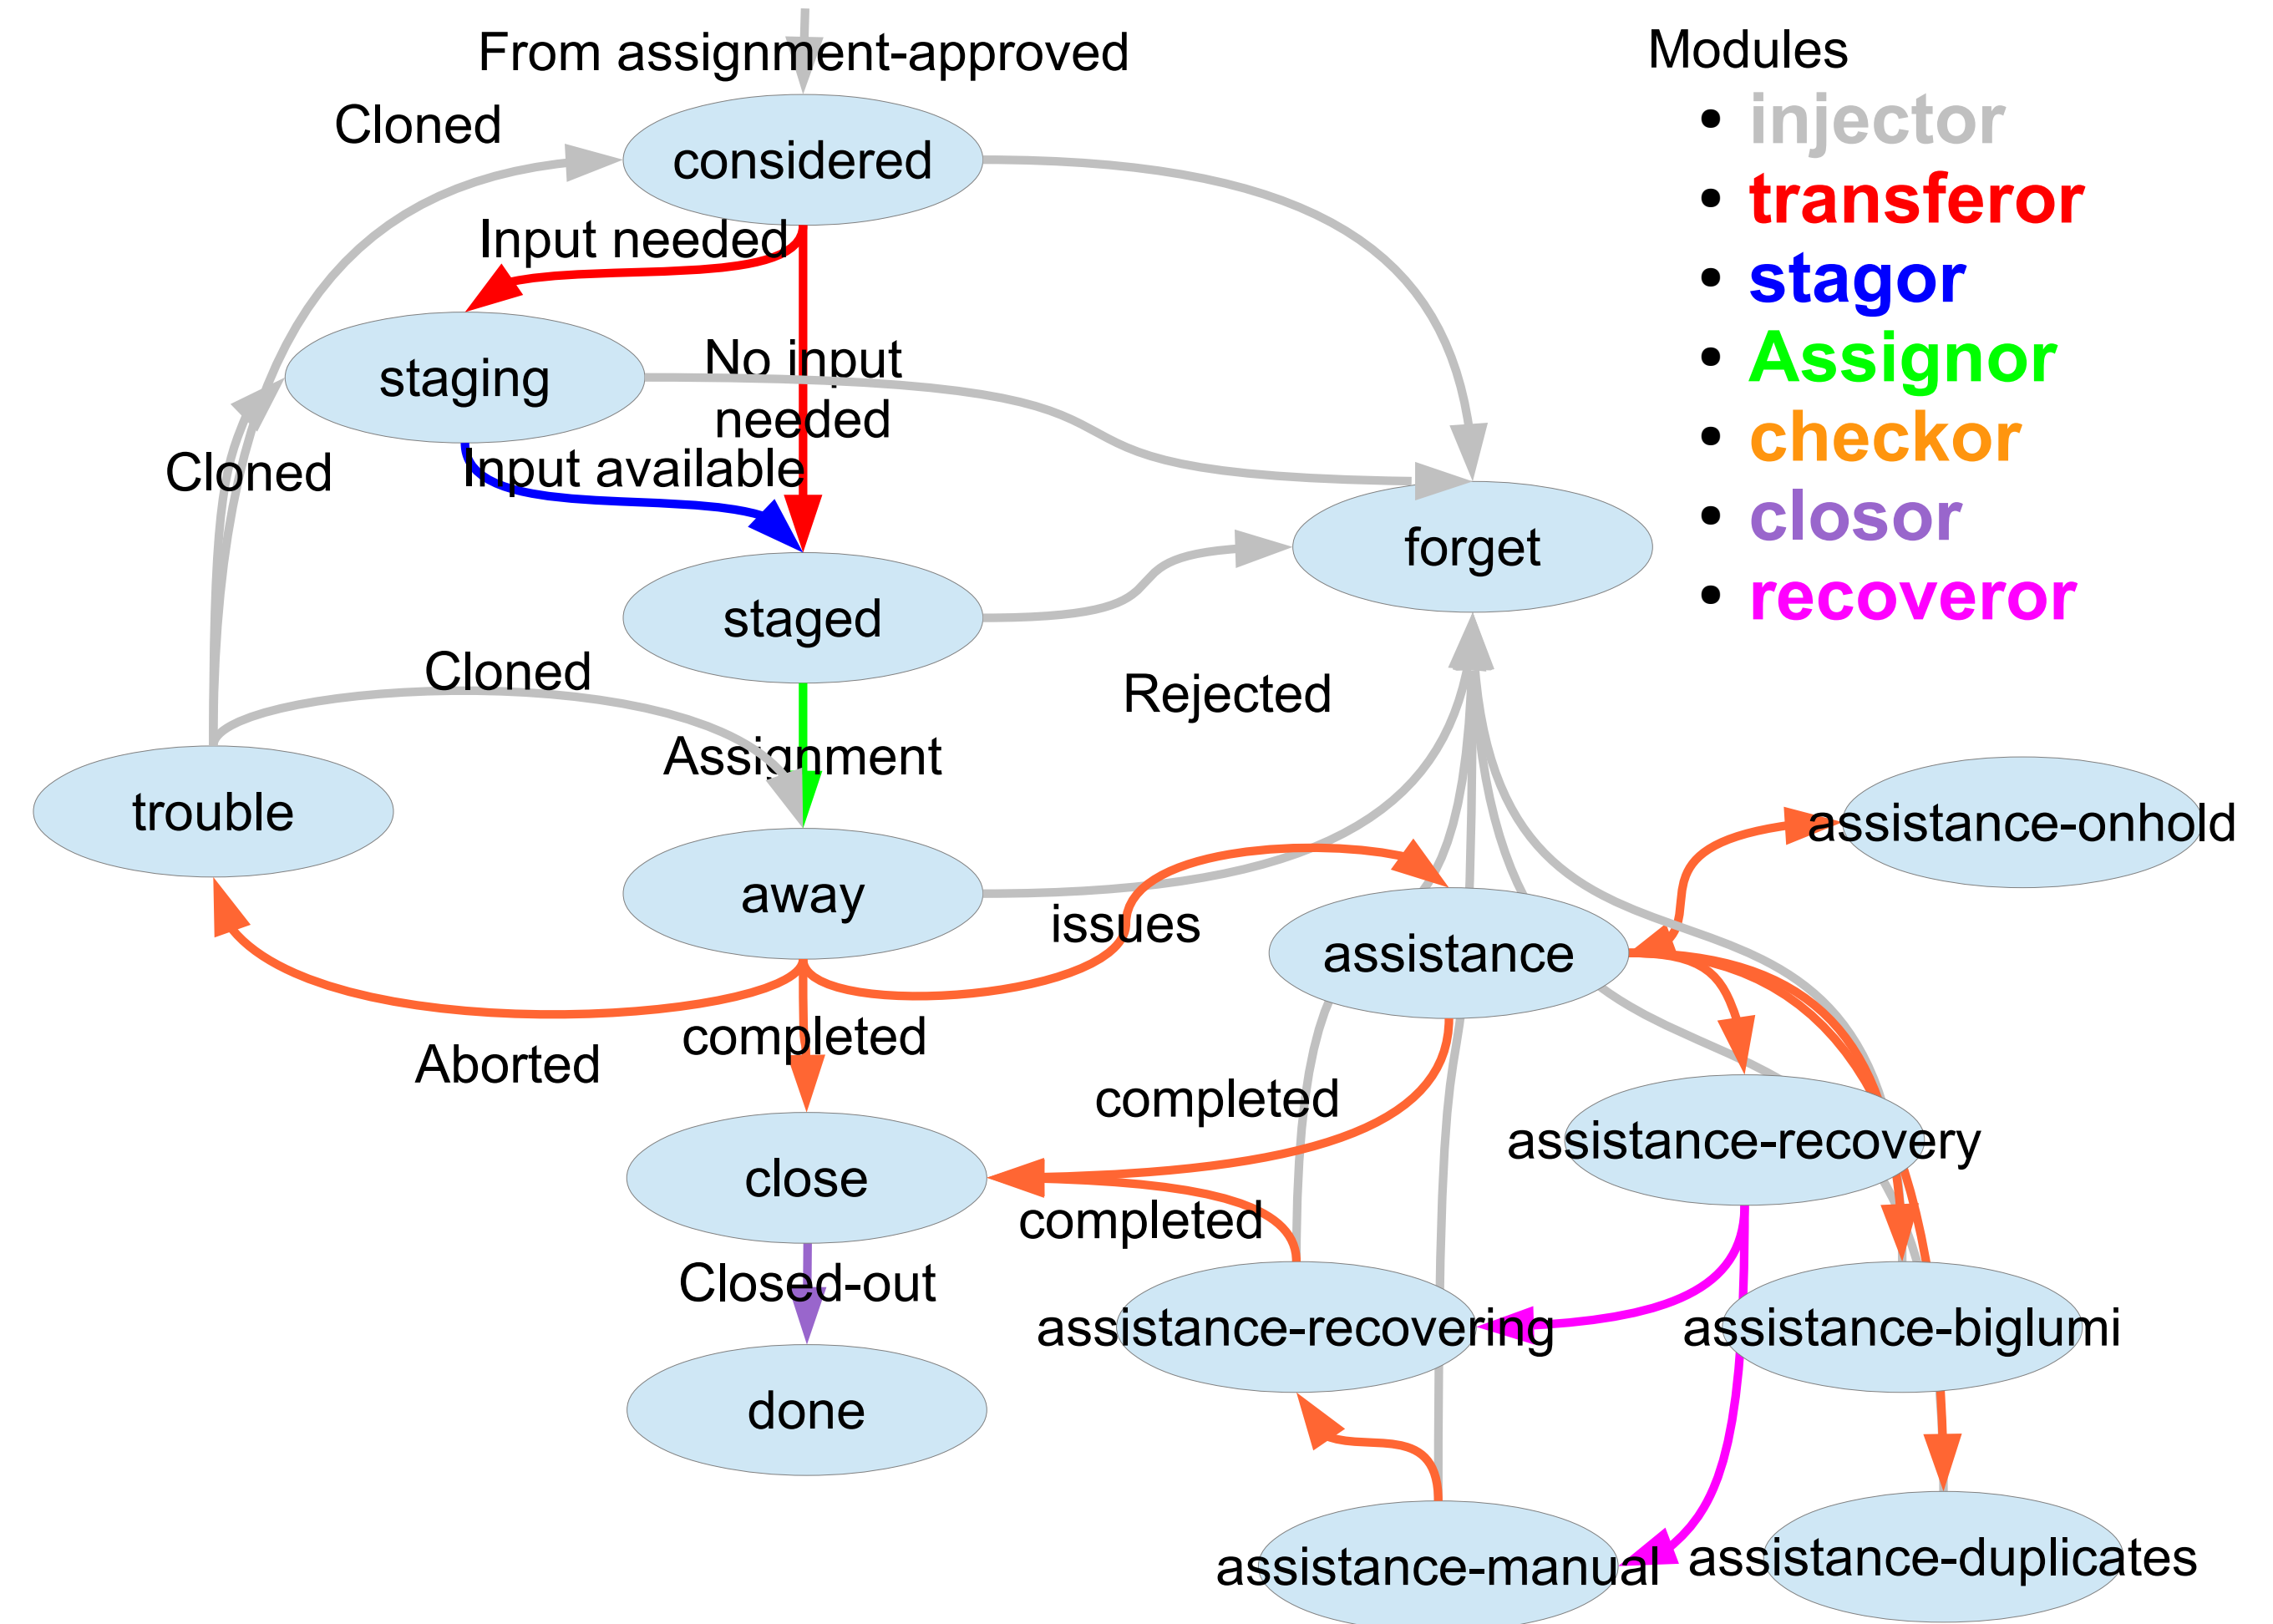 From assignment-approved
Modules
• injector
• transferor
• stagor
• Assignor
• checkor
• closor
• recoveror
Cloned
considered
Input needed
staging
No input
needed
Cloned
Input available
forget
staged
Cloned
Rejected
Assignment
trouble
assistance-onhold
away
issues
assistance
completed
Aborted
completed
assistance-recovery
close
completed
Closed-out
assistance-recovering
assistance-biglumi
done
assistance-manual
assistance-duplicates